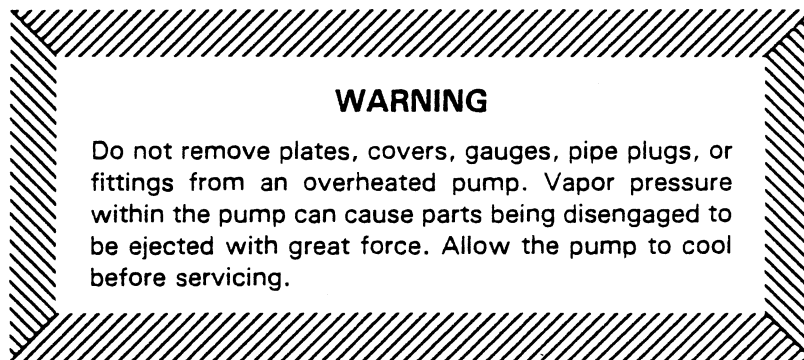 WARNING
Do not remove plates, covers, gauges, pipe plugs, or
fittings from an overheated pump. Vapor pressure
within the pump can cause parts being disengaged to
be ejected with great force. Allow the pump to cool
before servicing.